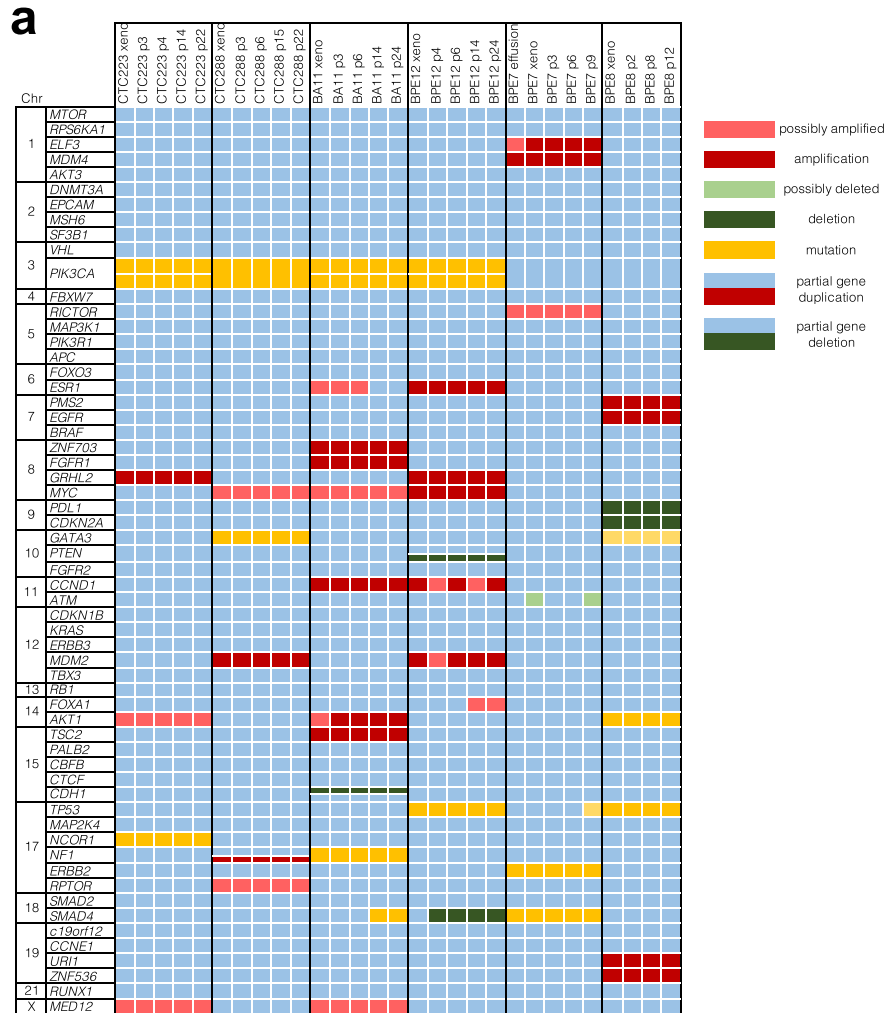 a
CTC223 xeno
CTC223 p3
CTC223 p4
CTC223 p14
CTC223 p22
CTC288 xeno
CTC288 p3
CTC288 p6
CTC288 p15
CTC288 p22
BA11 xeno
BA11 p3
BA11 p6
BA11 p14
BA11 p24
BPE12 xeno
BPE12 p4
BPE12 p6
BPE12 p14
BPE12 p24
BPE7 effusion
BPE7 xeno
BPE7 p3
BPE7 p6
BPE7 p9
BPE8 xeno
BPE8 p2
BPE8 p8
BPE8 p12
Chr
1
MTOR
RPS6KA1
ELF3
MDM4
AKT3
2
DNMT3A
EPCAM
MSH6
SF3B1
3
VHL
PIK3CA
4
FBXW7
5
RICTOR
MAP3K1
PIK3R1
APC
6
FOXO3
ESR1
7
PMS2
EGFR
BRAF
8
ZNF703
FGFR1
GRHL2
MYC
9
PDL1
CDKN2A
10
GATA3
PTEN
FGFR2
11
CCND1
ATM
12
CDKN1B
KRAS
ERBB3
MDM2
TBX3
13
RB1
14
FOXA1
AKT1
15
TSC2
PALB2
CBFB
CTCF
CDH1
17
TP53
MAP2K4
NCOR1
NF1
ERBB2
RPTOR
18
SMAD2
SMAD4
19
c19orf12
CCNE1
URI1
ZNF536
21
RUNX1
X
MED12
possibly amplified
amplification
possibly deleted
deletion
mutation
partial gene
duplication
partial gene
deletion